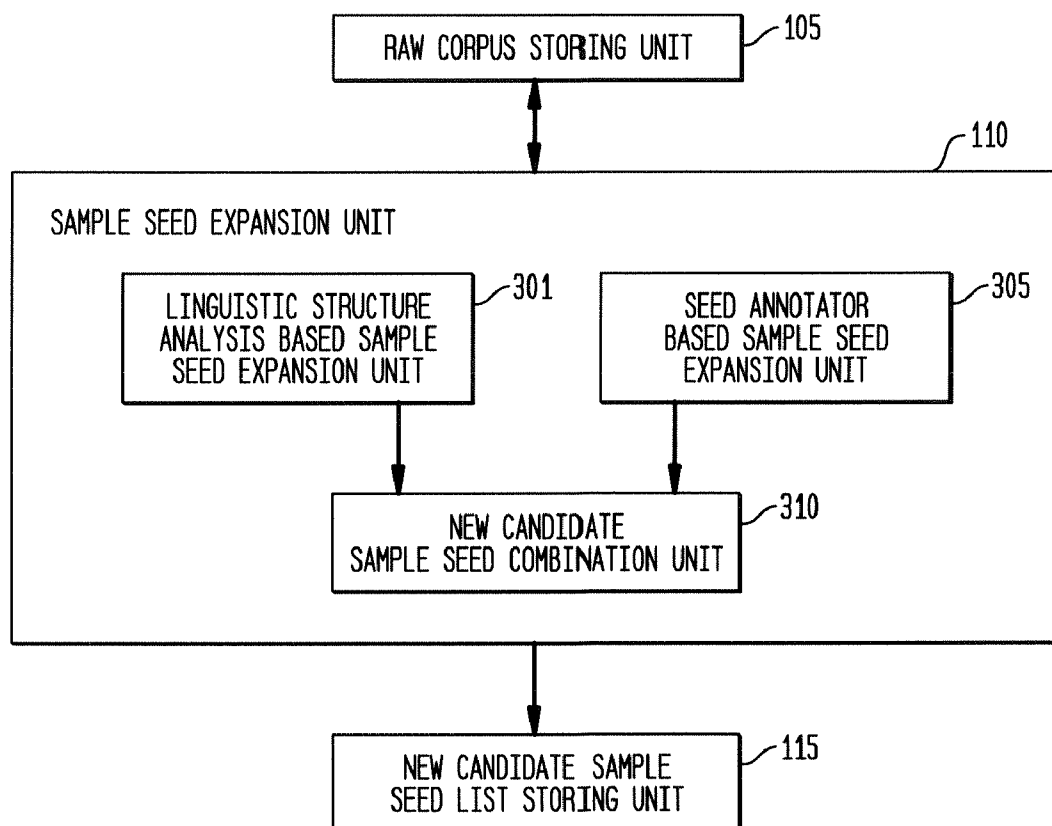 RAW CORPUS STORING UNIT
105
110
SAMPLE SEED EXPANSION UNIT
LINGUISTIC STRUCTURE
ANALYSIS BASED SAMPLE
SEED EXPANSION UNIT
301
SEED ANNOTATOR
BASED SAMPLE SEED
EXPANSION UNIT
305
NEW CANDIDATE
SAMPLE SEED COMBINATION UNIT
310
NEW CANDIDATE SAMPLE
SEED LIST STORING UNIT
115